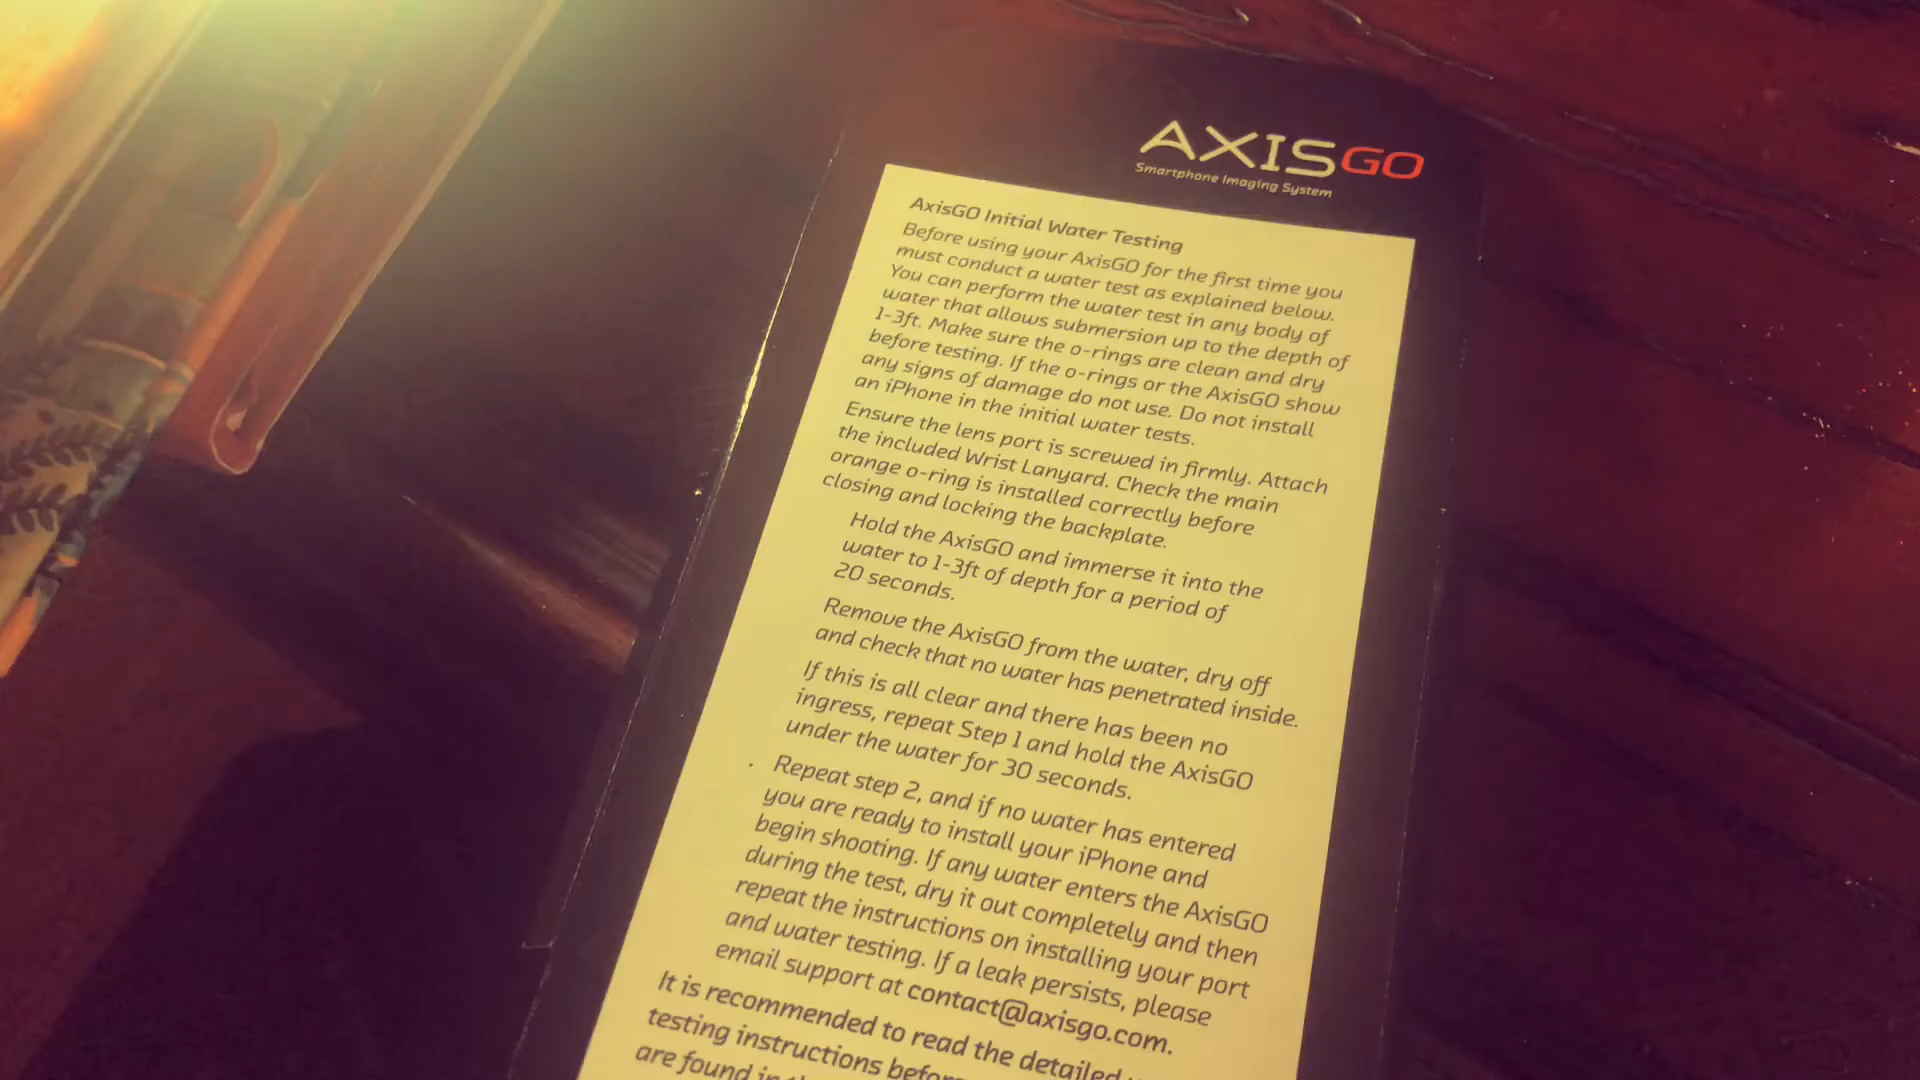 AXISGO
Smartphone Imaging System
AxisGO Initial Water Testing
Before using your AxisGO for the first time you
must conduct a water test as explained below.
You can perform the water test in any body of
water that allows submersion up to the depth of
1-3ft. Make sure the o-rings are clean and dry
before testing. If the o-rings or the AxisGO show
any signs of damage do not use. Do not install
an iPhone in the initial water tests.
Ensure the lens port is screwed in firmly. Attach
the included Wrist Lanyard. Check the main
orange o-ring is installed correctly before
closing and locking the backplate.
Hold the AxisGO and immerse it into the
water to 1-3ft of depth for a period of
20 seconds.
Remove the AxisGO from the water, dry off
and check that no water has penetrated inside.
If this is all clear and there has been no
ingress, repeat Step 1 and hold the AxisGO
under the water for 30 seconds.
Repeat step 2, and if no water has entered
you are ready to install your iPhone and
begin shooting. If any water enters the AxisGO
during the test, dry it out completely and then
repeat the instructions on installing your port
and water testing. If a leak persists, please
email support at contact@axisgo.com.
It is recommended to read the detailed
testing instructions before
are found in